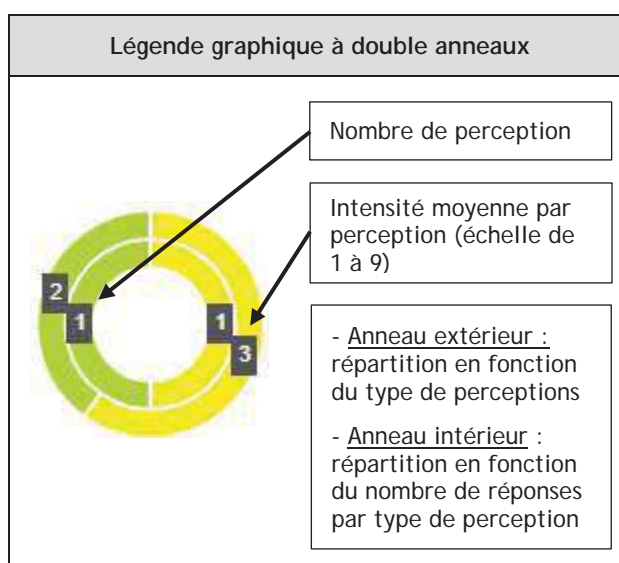 Légende graphique à double anneaux
Nombre de perception
Intensité moyenne par
perception (échelle de
1 à 9)
2
1
1
3
- Anneau extérieur :
répartition en fonction
du type de perceptions
- Anneau intérieur :
répartition en fonction
du nombre de réponses
par type de perception